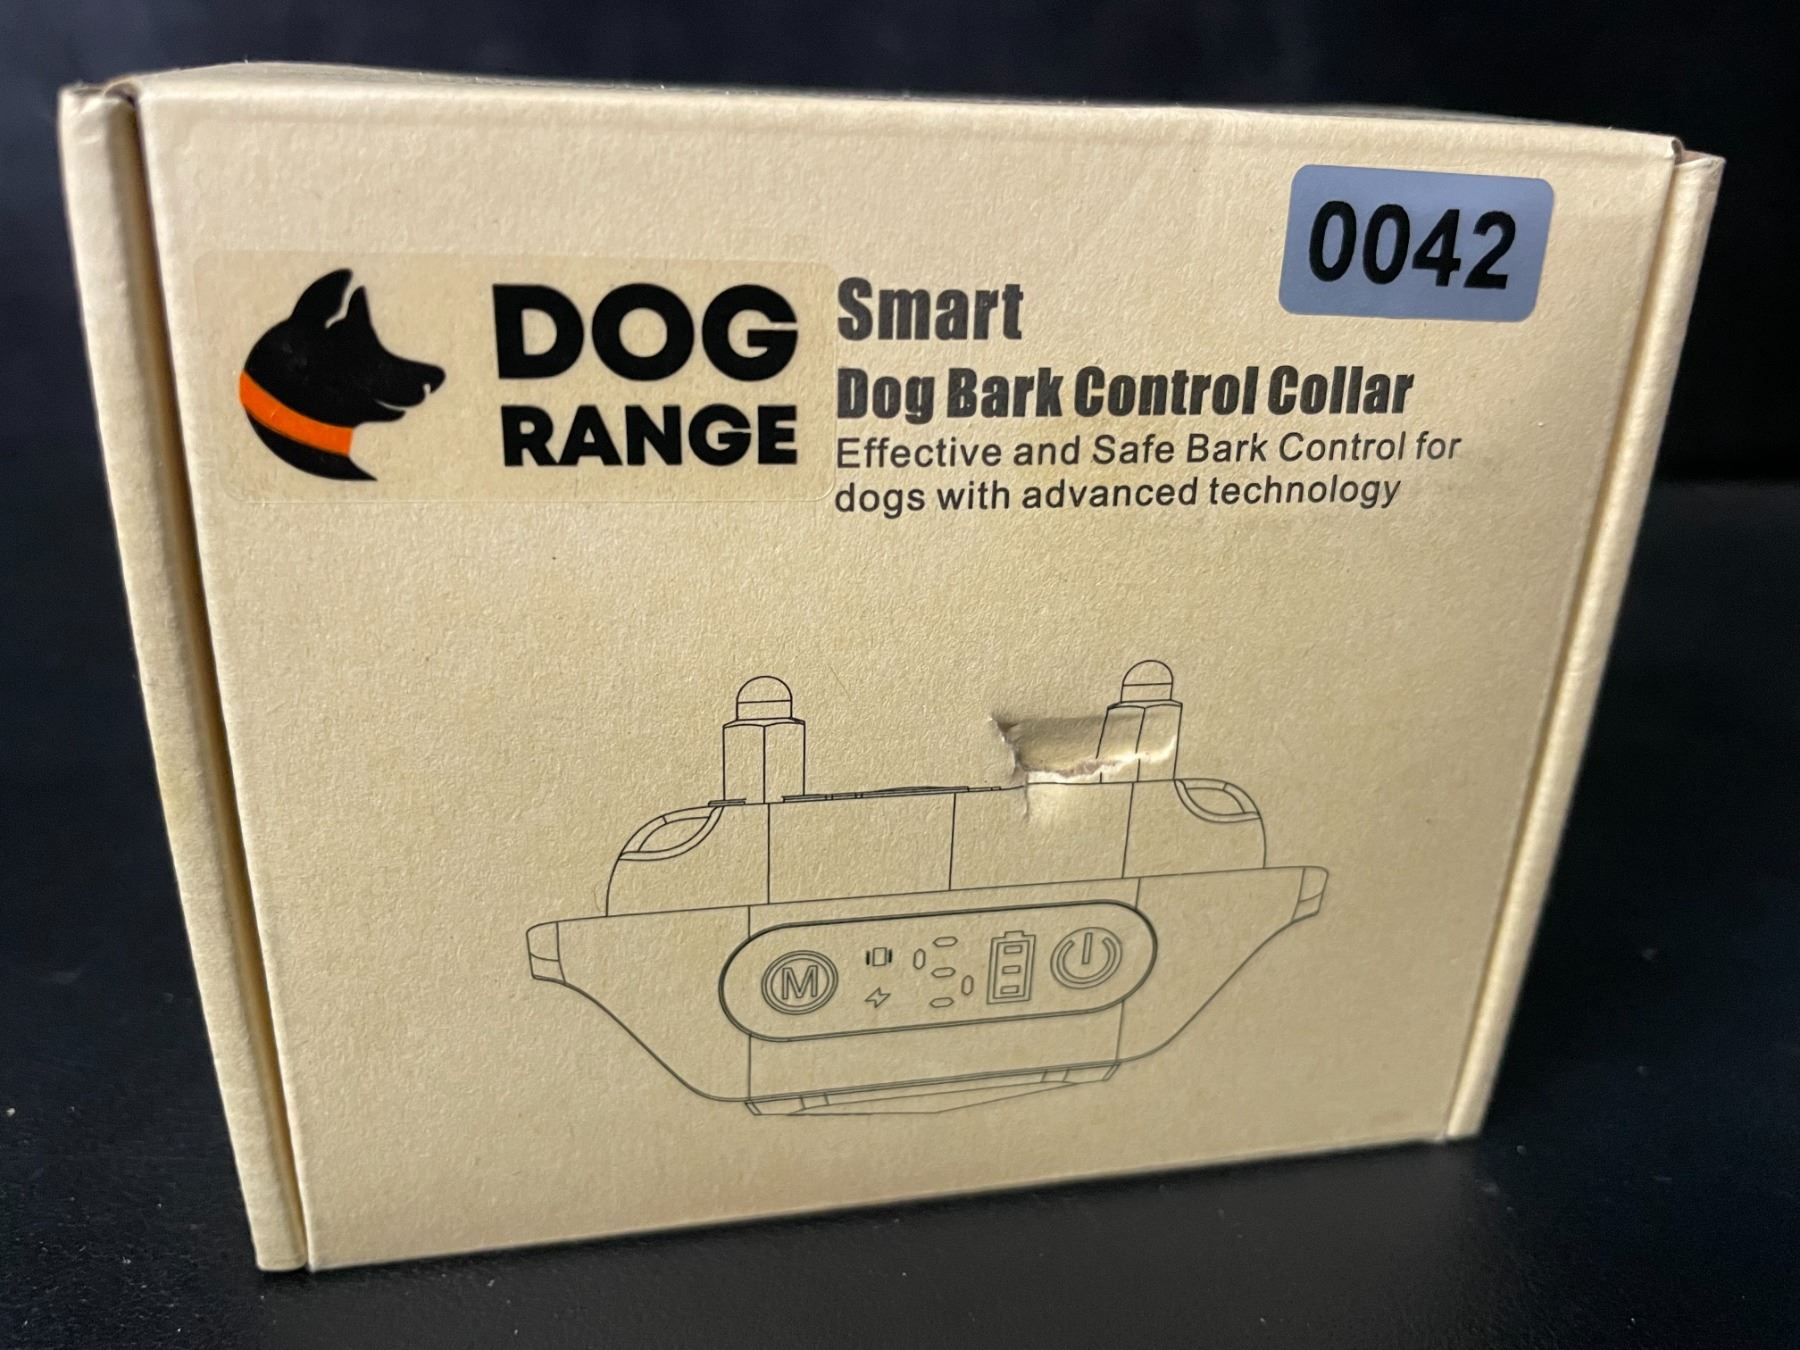 0042
DOG
RANGE
Smart
Dog Bark Control Collar
Effective and Safe Bark Control for
dogs with advanced technology
M